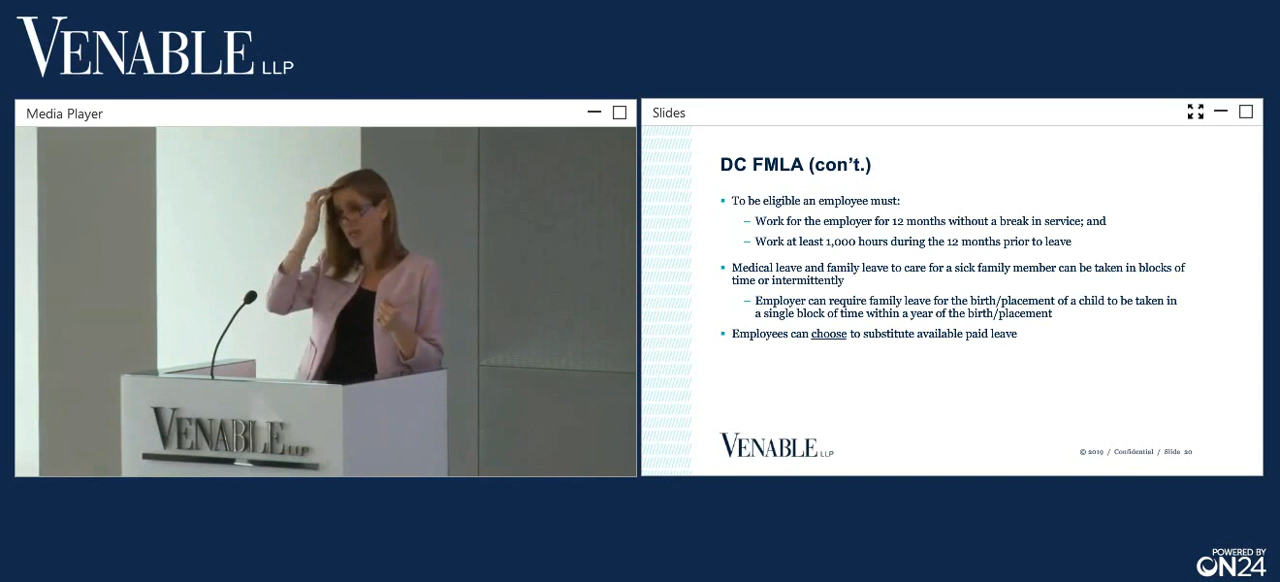 VENABLE LLP
Media Player
Slides
DC FMLA (con’t.)
▪ To be eligible an employee must:
– Work for the employer for 12 months without a break in service; and
– Work at least 1,000 hours during the 12 months prior to leave
▪ Medical leave and family leave to care for a sick family member can be taken in blocks of
time or intermittently
– Employer can require family leave for the birth/placement of a child to be taken in
a single block of time within a year of the birth/placement
▪ Employees can choose to substitute available paid leave
VENABLE LLP
VENABLE LLP
© 2019 / Confidential / Slide 20
POWERED BY
ON24